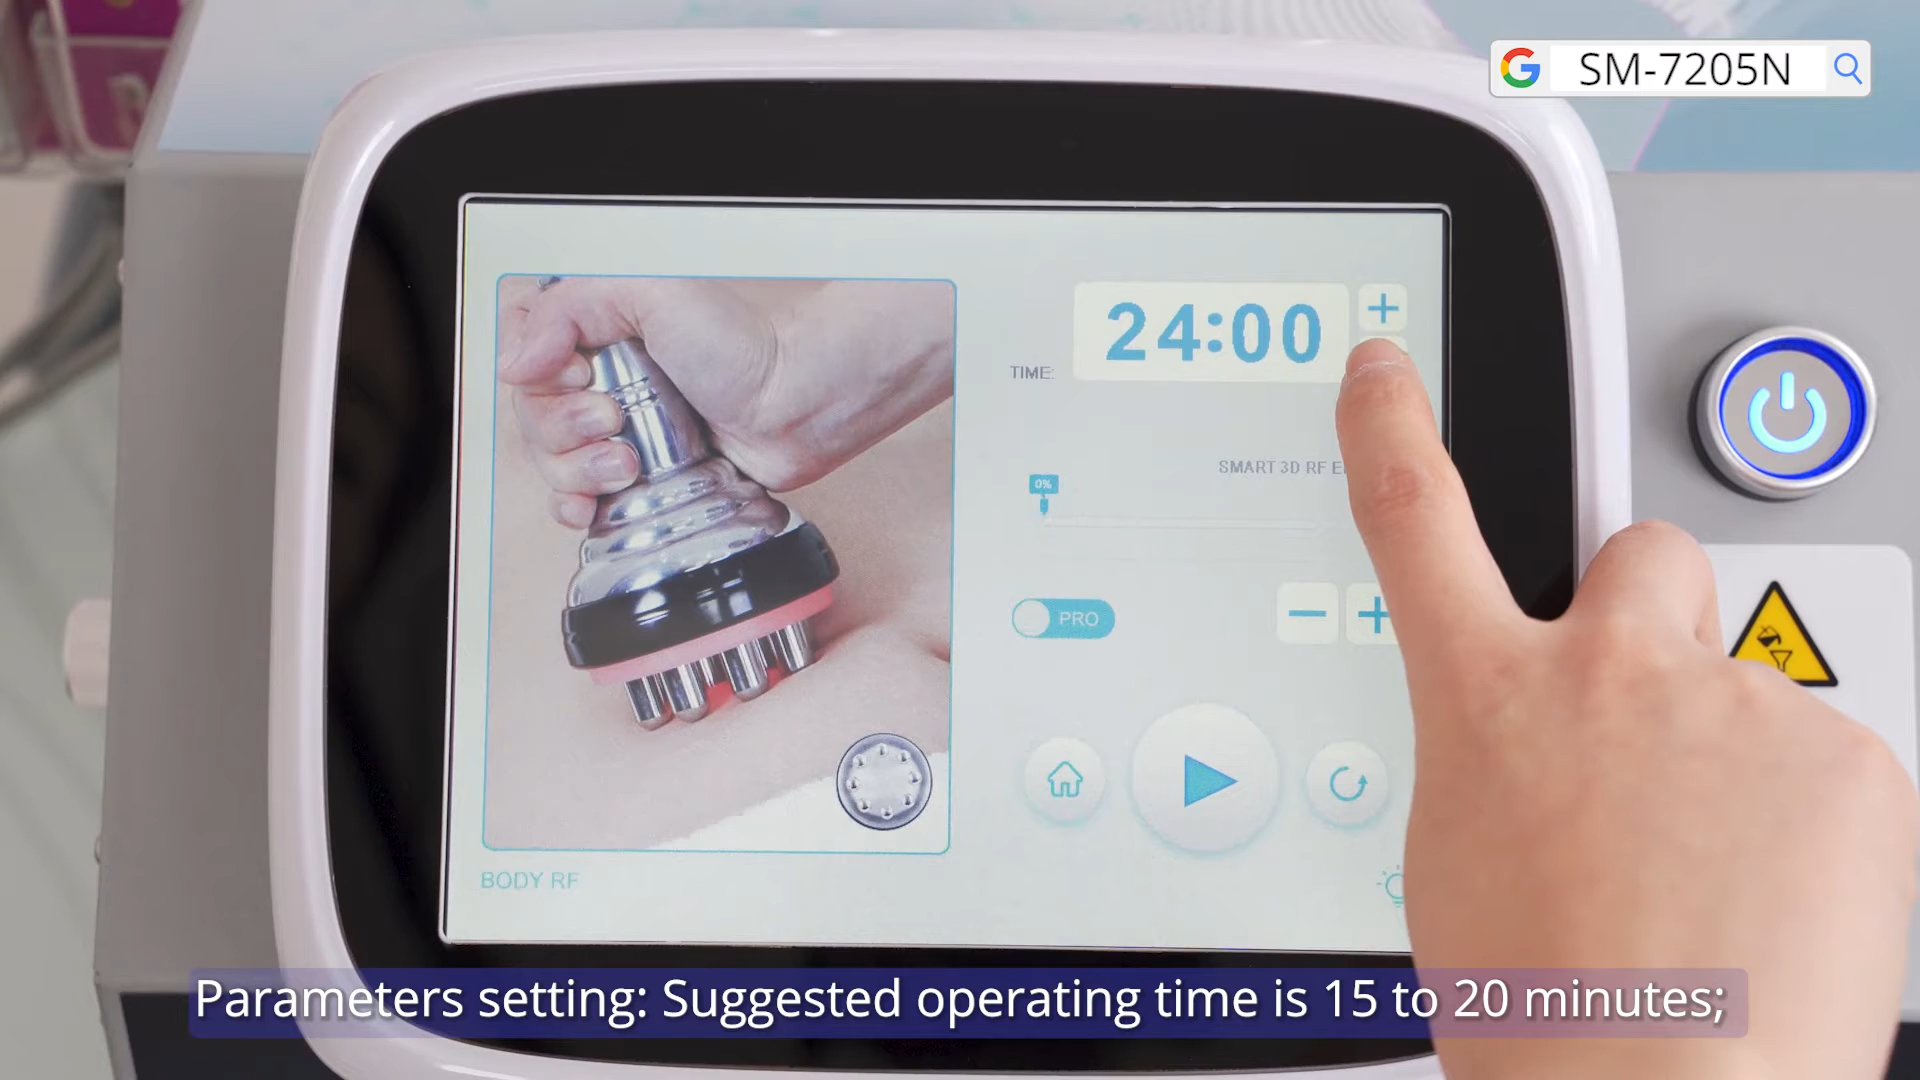 SM-7205N
24:00
TIME:
SMART 3D RF
0%
PRO
BODY RF
Parameters setting: Suggested operating time is 15 to 20 minutes;